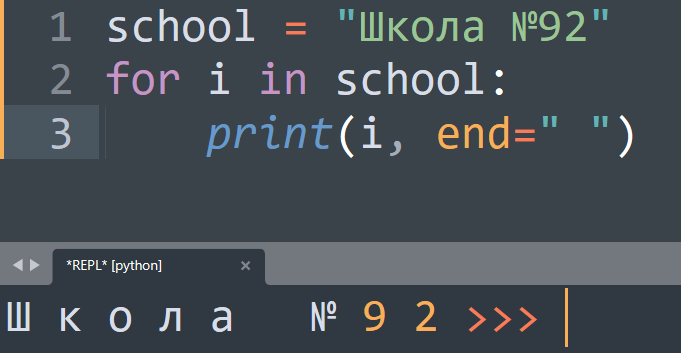 1 school = "Школа №92"
2 for i in school:
3     print(i, end=" ")
*REPL* [python] ×
Ш к о л а   № 9 2 >>>